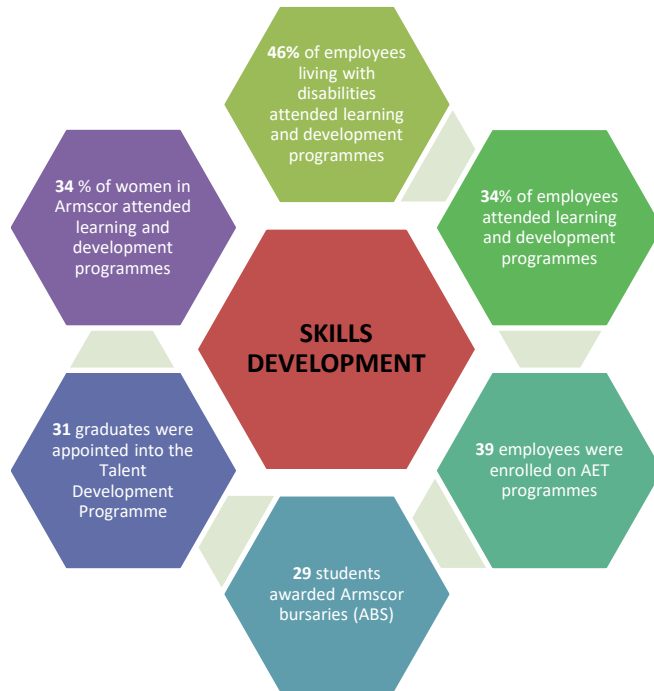 46% of employees
living with
disabilities
attended learning
and development
programmes
34% of employees
attended learning
and development
programmes
39 employees were
enrolled on AET
programmes
29 students
awarded Armscor
bursaries (ABS)
31 graduates were
appointed into the
Talent
Development
Programme
34 % of women in
Armscor attended
learning and
development
programmes
SKILLS
DEVELOPMENT